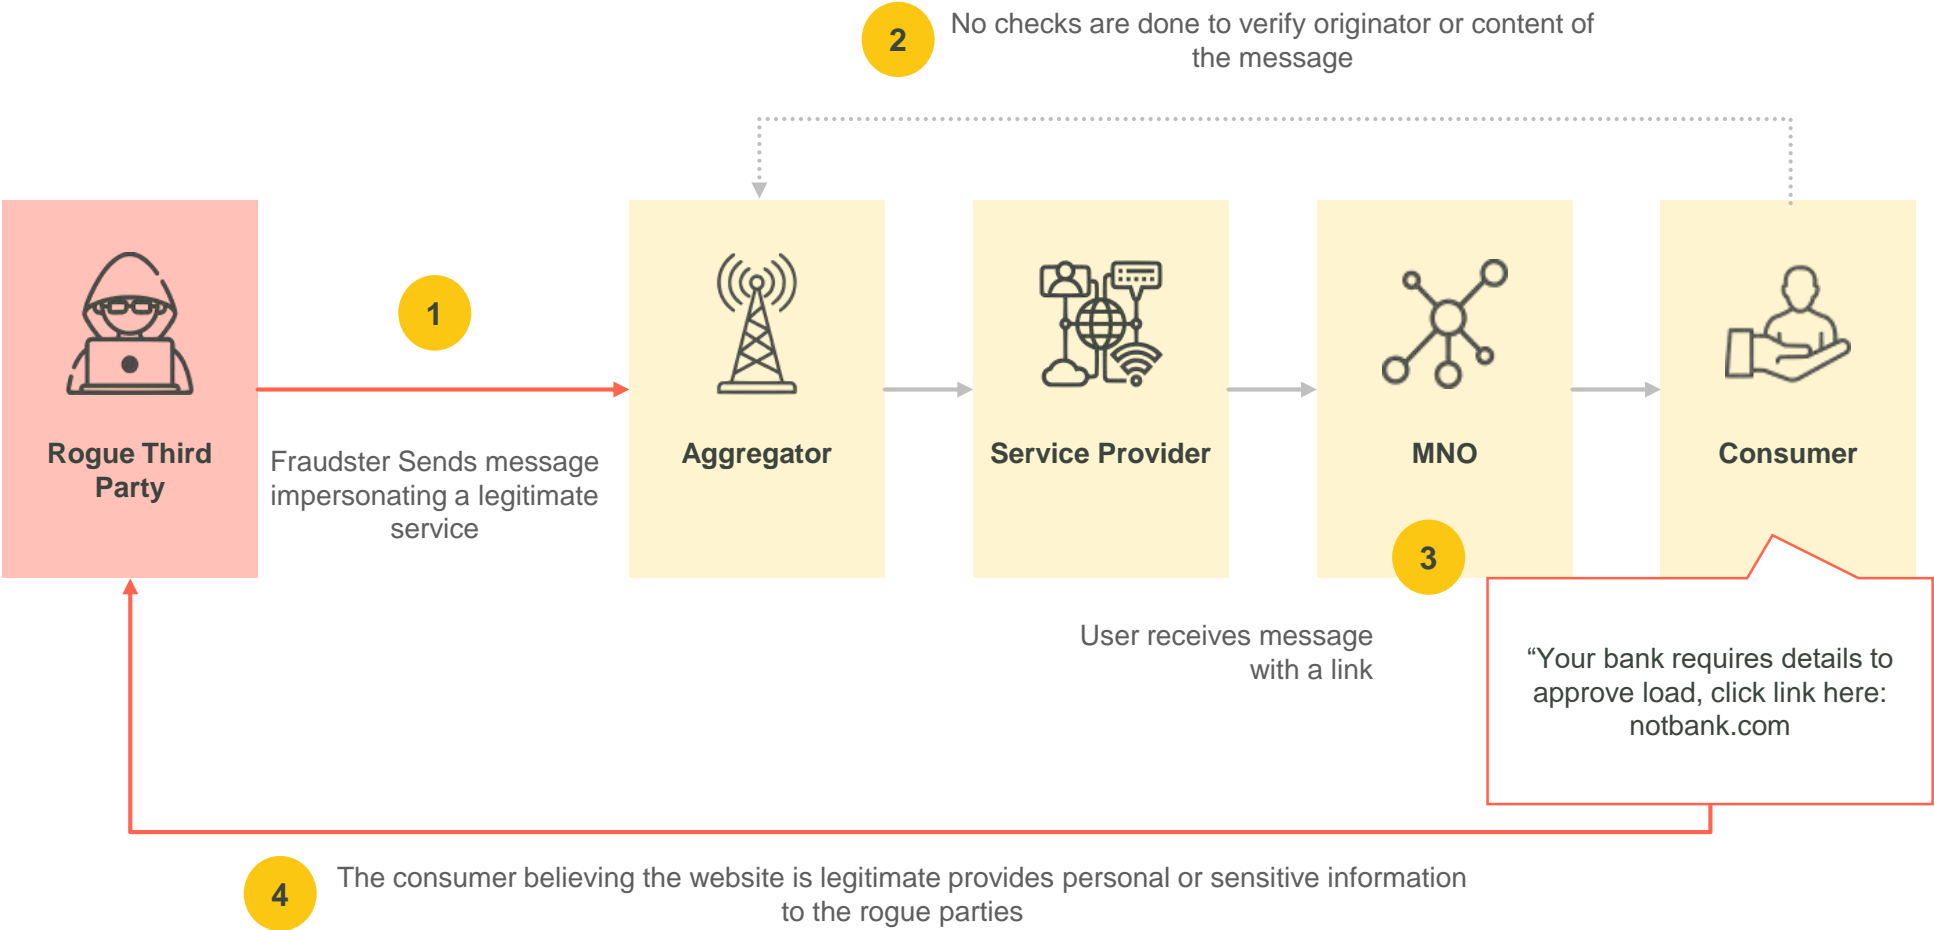 2
No checks are done to verify originator or content of
the message
1
Rogue Third
Party
Fraudster Sends message
impersonating a legitimate
service
Aggregator
Service Provider
MNO
Consumer
3
User receives message
with a link
“Your bank requires details to
approve load, click link here:
notbank.com
4
The consumer believing the website is legitimate provides personal or sensitive information
to the rogue parties